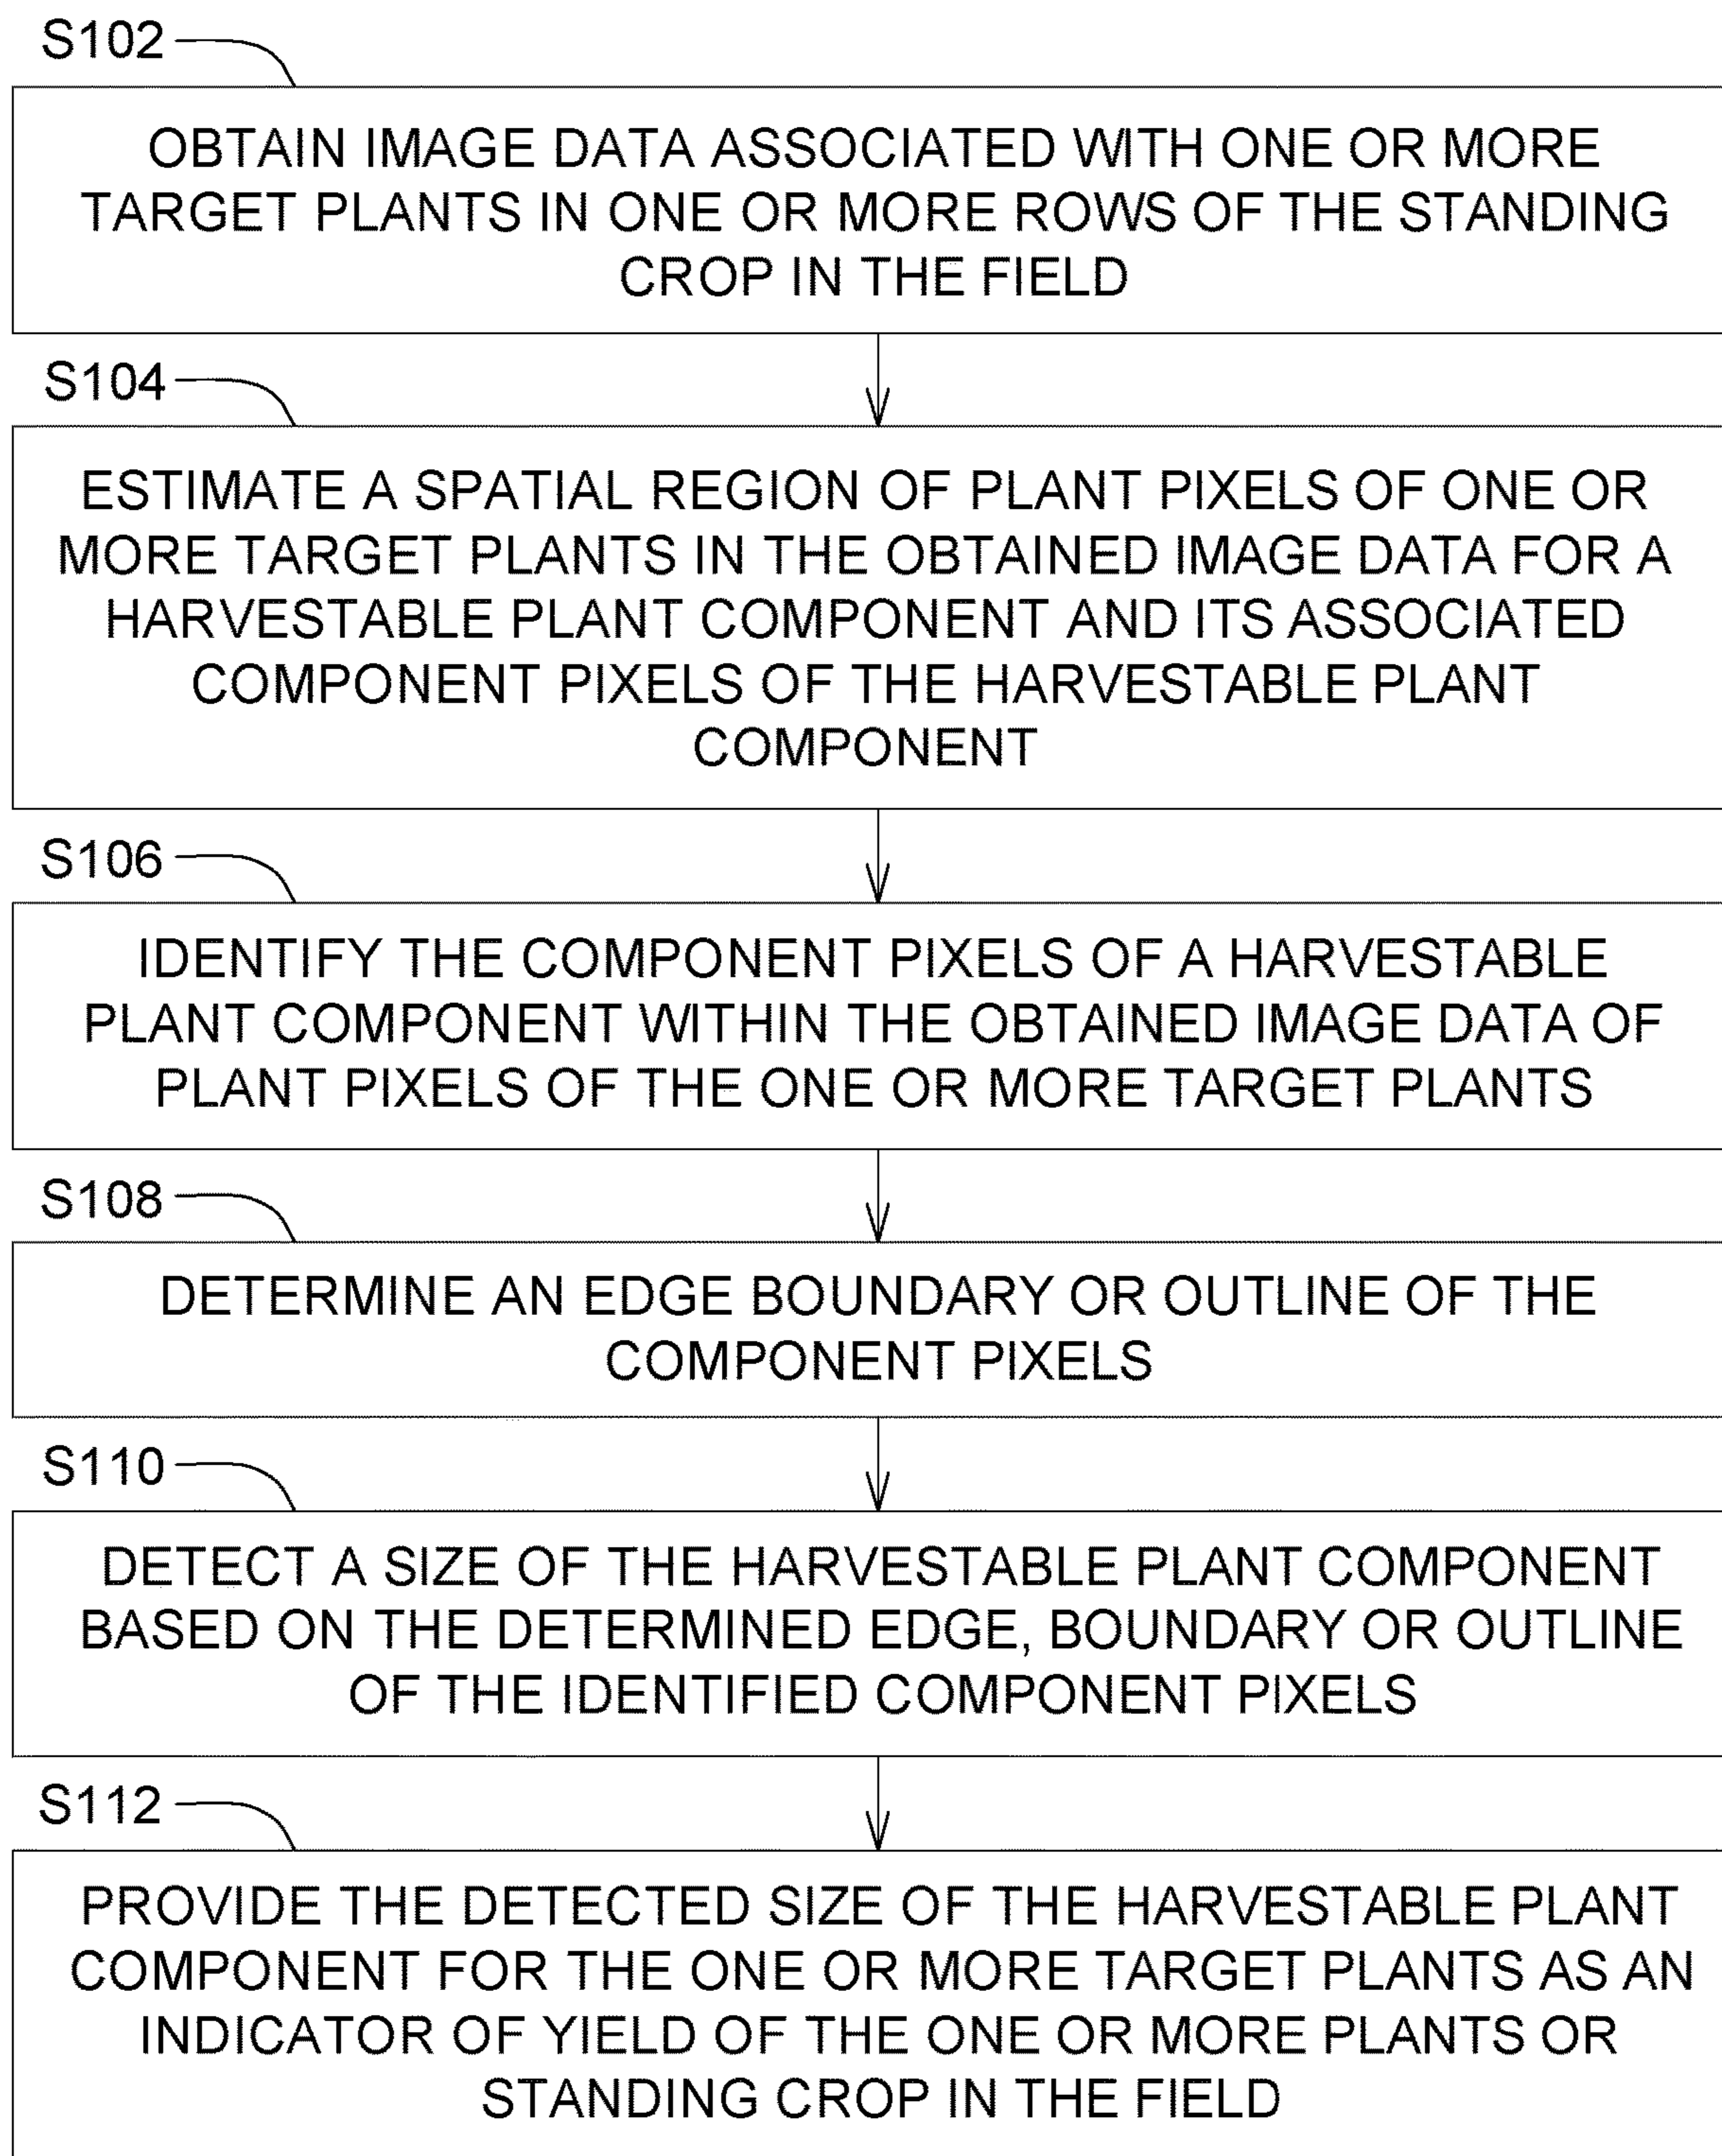 S102
OBTAIN IMAGE DATA ASSOCIATED WITH ONE OR MORE
TARGET PLANTS IN ONE OR MORE ROWS OF THE STANDING
CROP IN THE FIELD
S104
ESTIMATE A SPATIAL REGION OF PLANT PIXELS OF ONE OR
MORE TARGET PLANTS IN THE OBTAINED IMAGE DATA FOR A
HARVESTABLE PLANT COMPONENT AND ITS ASSOCIATED
COMPONENT PIXELS OF THE HARVESTABLE PLANT
COMPONENT
S106
IDENTIFY THE COMPONENT PIXELS OF A HARVESTABLE
PLANT COMPONENT WITHIN THE OBTAINED IMAGE DATA OF
PLANT PIXELS OF THE ONE OR MORE TARGET PLANTS
S108
DETERMINE AN EDGE BOUNDARY OR OUTLINE OF THE
COMPONENT PIXELS
S110
DETECT A SIZE OF THE HARVESTABLE PLANT COMPONENT
BASED ON THE DETERMINED EDGE, BOUNDARY OR OUTLINE
OF THE IDENTIFIED COMPONENT PIXELS
S112
PROVIDE THE DETECTED SIZE OF THE HARVESTABLE PLANT
COMPONENT FOR THE ONE OR MORE TARGET PLANTS AS AN
INDICATOR OF YIELD OF THE ONE OR MORE PLANTS OR
STANDING CROP IN THE FIELD